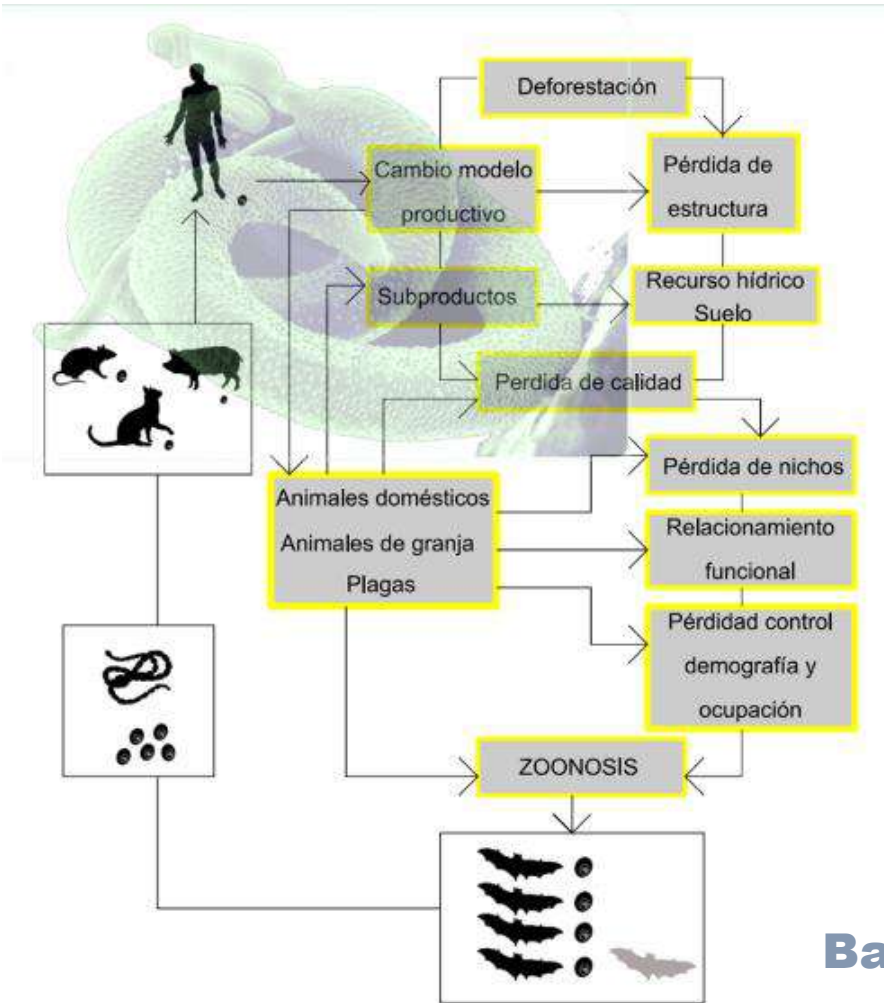 Deforestación
Cambio modelo
productivo
Pérdida de
estructura
Subproductos
Recurso hídrico
Suelo
Perdida de calidad
Pérdida de nichos
Animales domésticos
Animales de granja
Plagas
Relacionamiento
funcional
Pérdidad control
demografía y
ocupación
ZOONOSIS
Ba